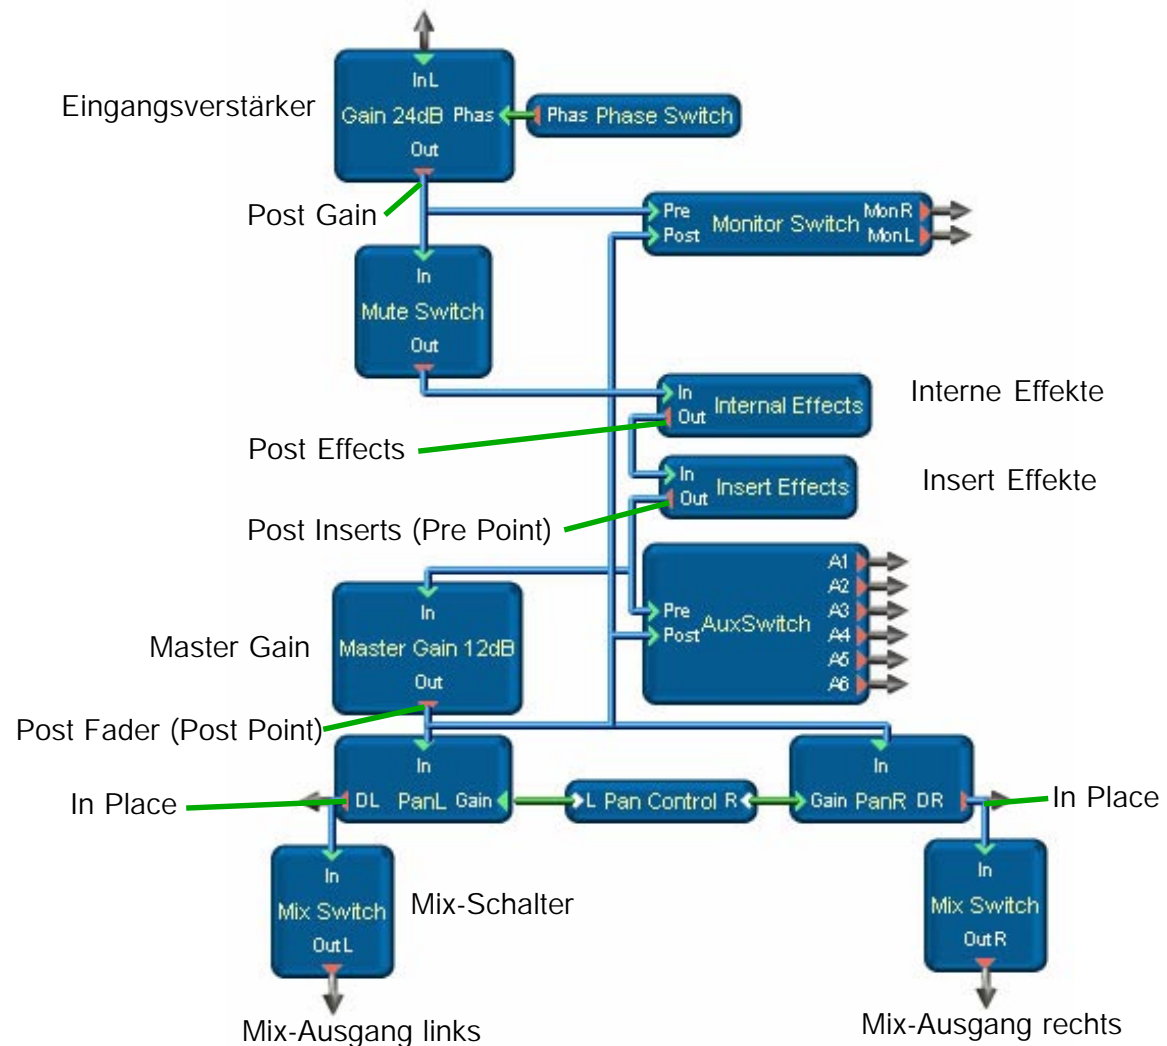 In L
Eingangsverstärker
Gain 24dB Phas
Phas Phase Switch
Out
Post Gain
Pre
Post
Monitor Switch
Mon R
Mon L
In
Mute Switch
Out
In
Out
Internal Effects
Interne Effekte
Post Effects
In
Out
Insert Effects
Insert Effekte
Post Inserts (Pre Point)
A1
A2
A3
A4
A5
A6
Pre
Post
AuxSwitch
In
Master Gain
Master Gain 12dB
Out
Post Fader (Post Point)
In
In
In Place
DL PanL Gain
L Pan Control R
Gain PanR DR
In Place
In
Mix Switch
Out L
Mix-Schalter
In
Mix Switch
Out R
Mix-Ausgang links
Mix-Ausgang rechts